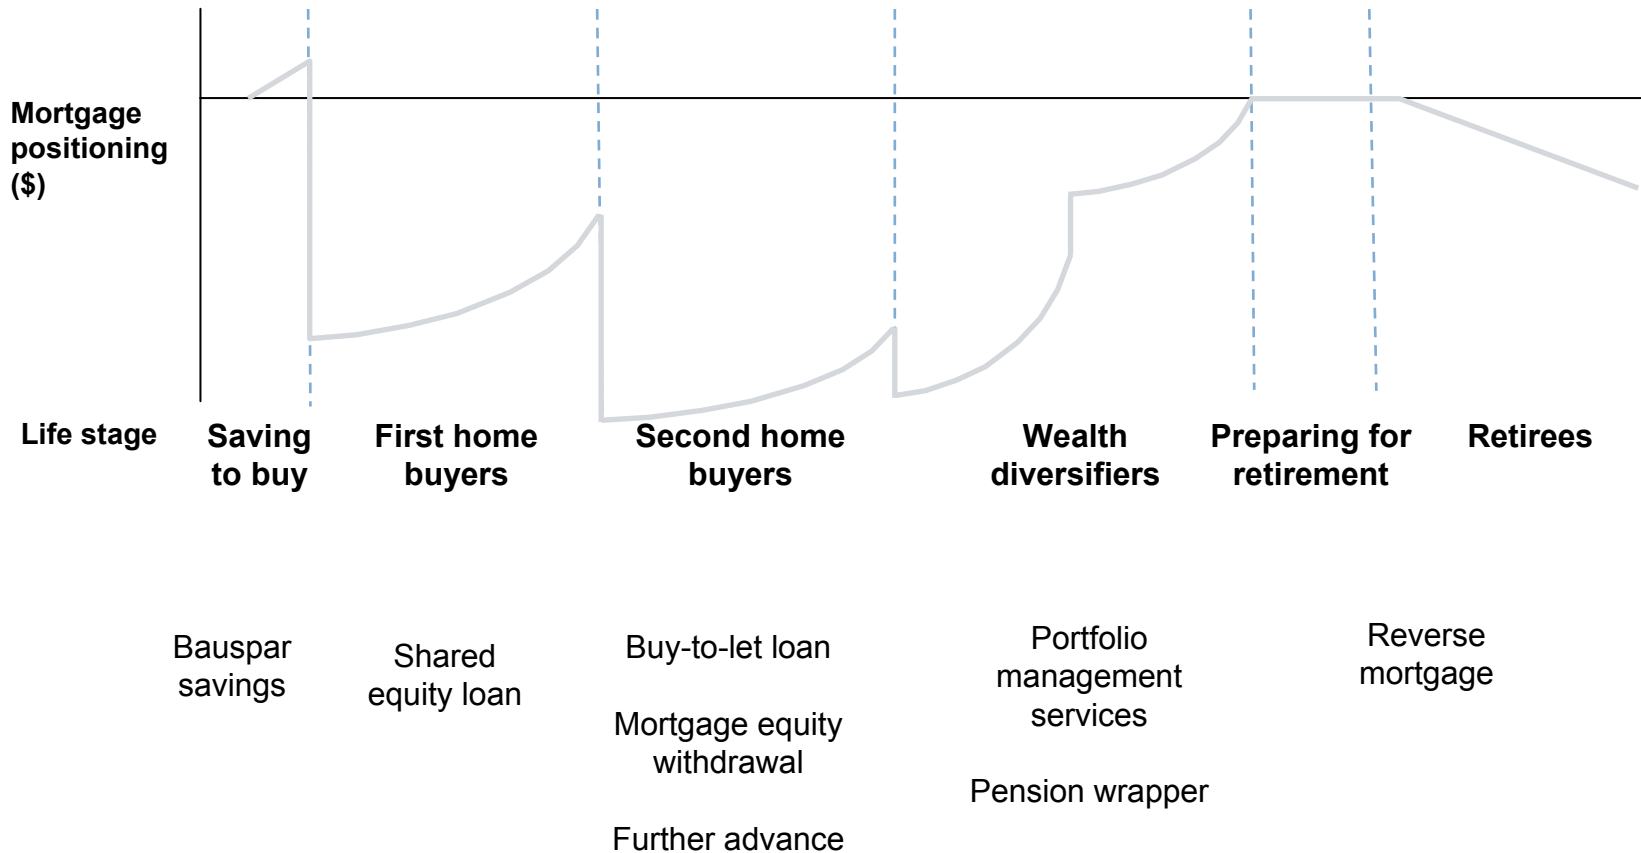 Mortgage
positioning
($)
Life stage
Saving
to buy
First home
buyers
Second home
buyers
Wealth
diversifiers
Preparing for
retirement
Retirees
Bauspar
savings
Shared
equity loan
Buy-to-let loan
Mortgage equity
withdrawal
Further advance
Portfolio
management
services
Pension wrapper
Reverse
mortgage